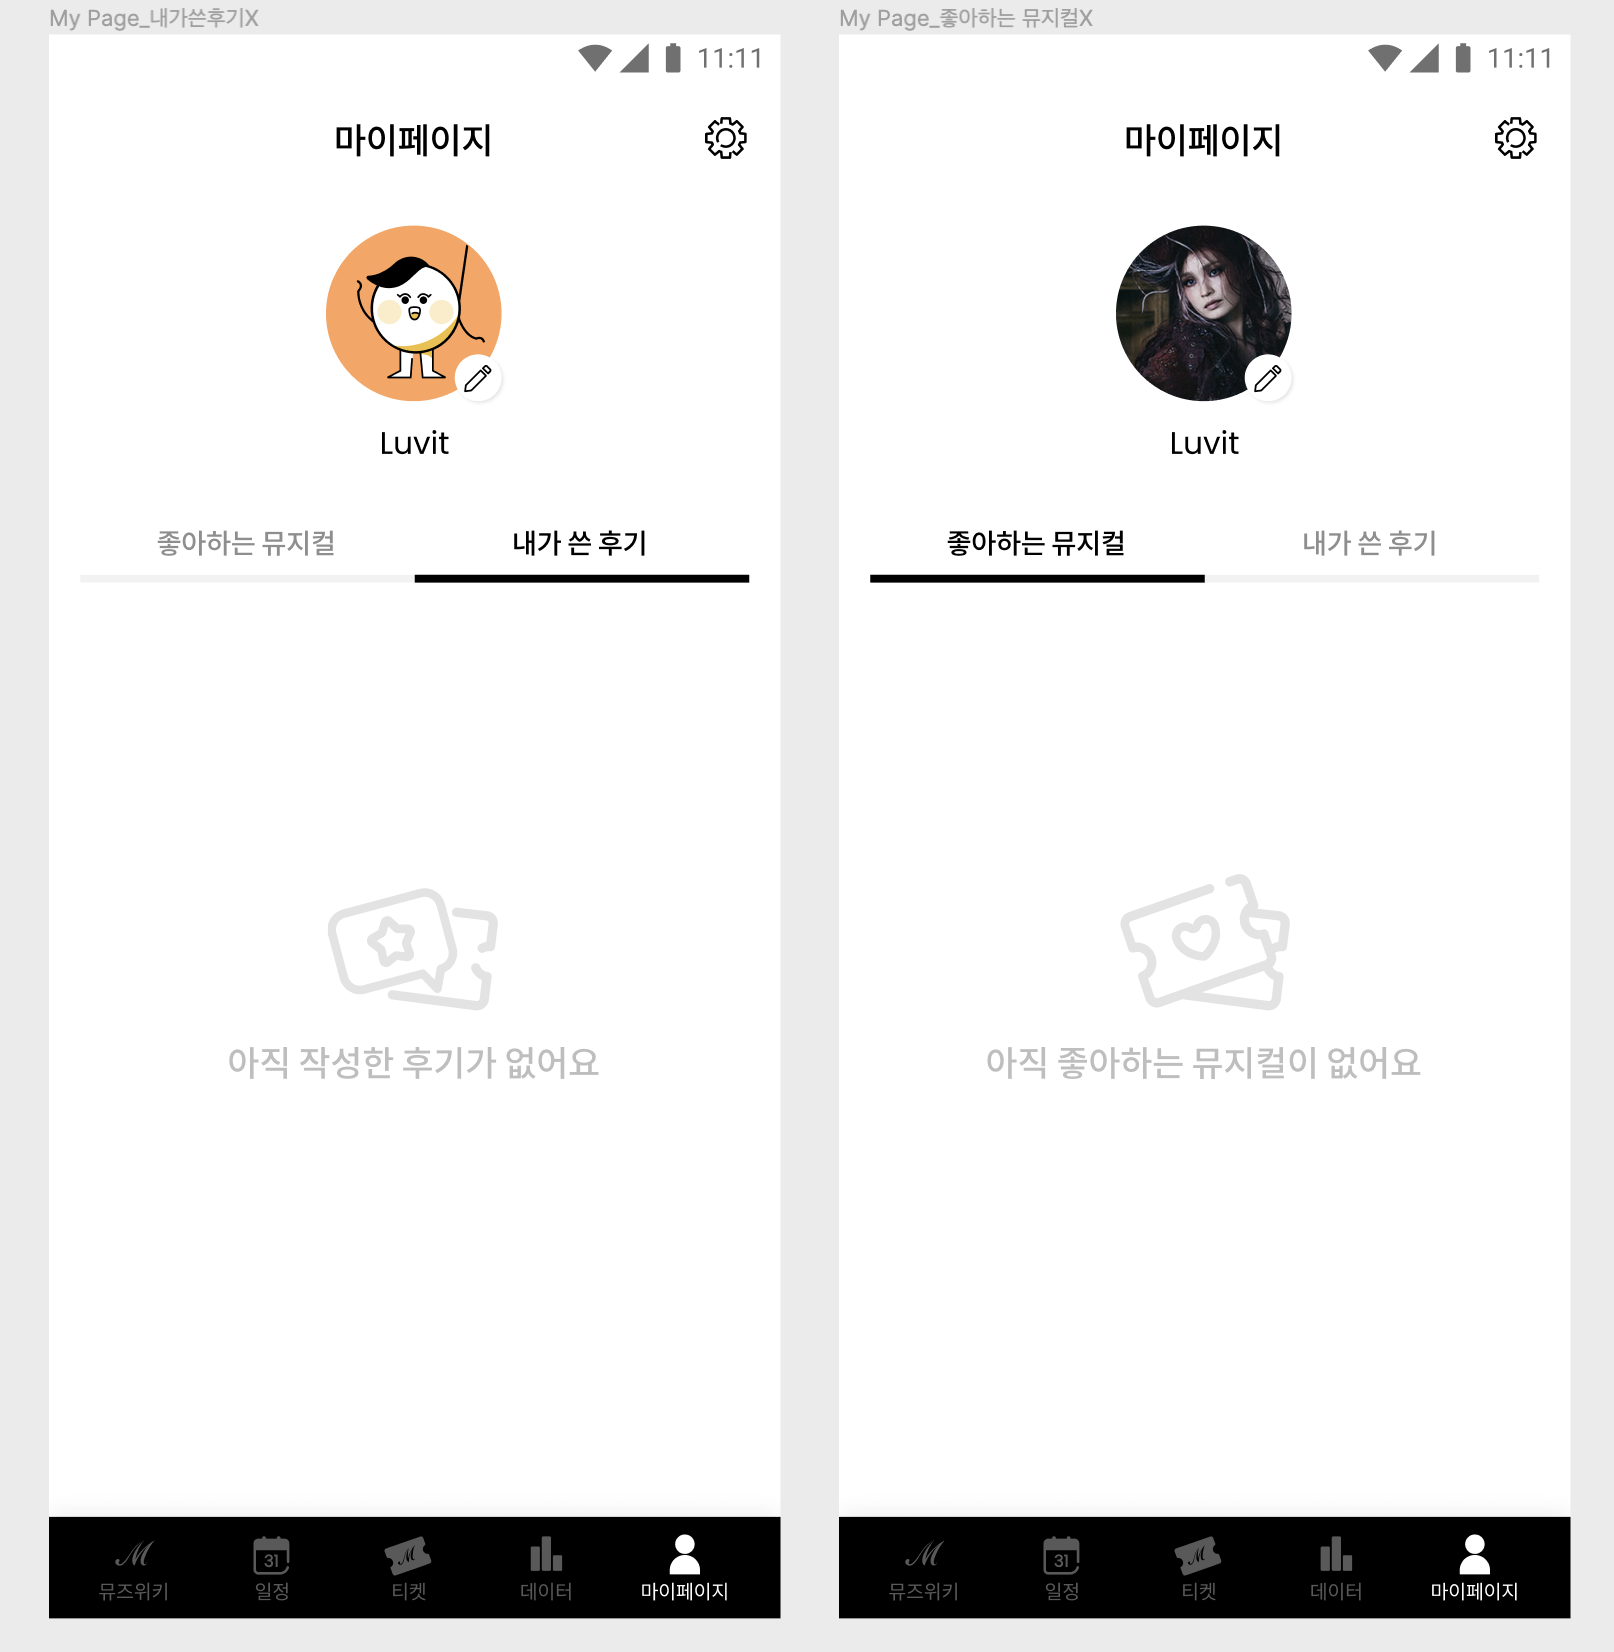 My Page_내가쓴후기X
11:11
마이페이지
Luvit
좋아하는 뮤지컬
내가 쓴 후기
아직 작성한 후기가 없어요
M
뮤즈위키
31
일정
M
티켓
데이터
마이페이지
My Page_좋아하는 뮤지컬X
11:11
마이페이지
Luvit
좋아하는 뮤지컬
내가 쓴 후기
아직 좋아하는 뮤지컬이 없어요
M
뮤즈위키
31
일정
M
티켓
데이터
마이페이지